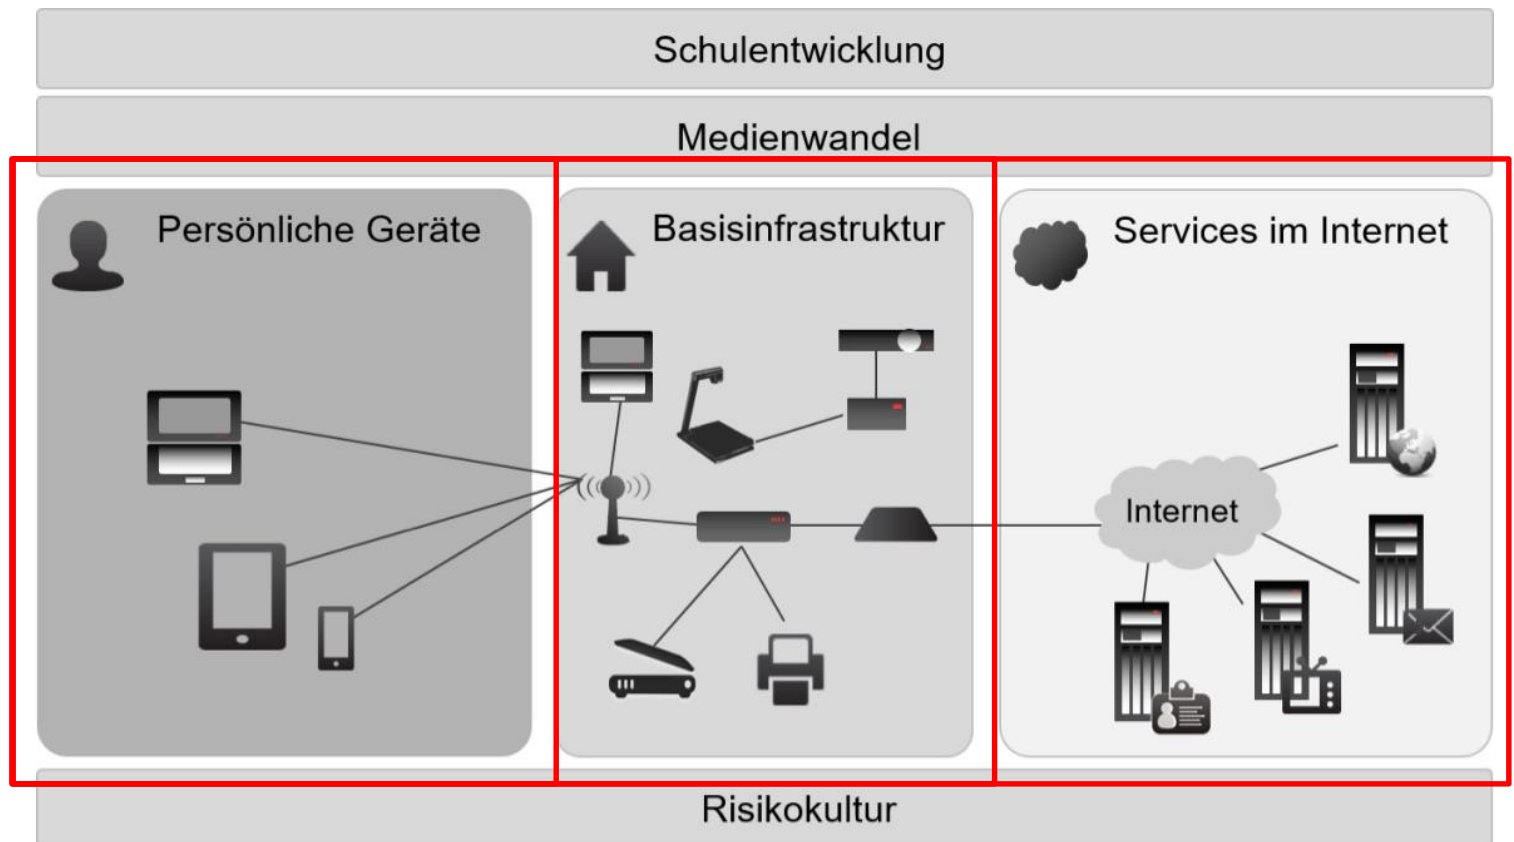 Schulentwicklung
Medienwandel
Persönliche Geräte
Basisinfrastruktur
Services im Internet
Internet
Risikokultur